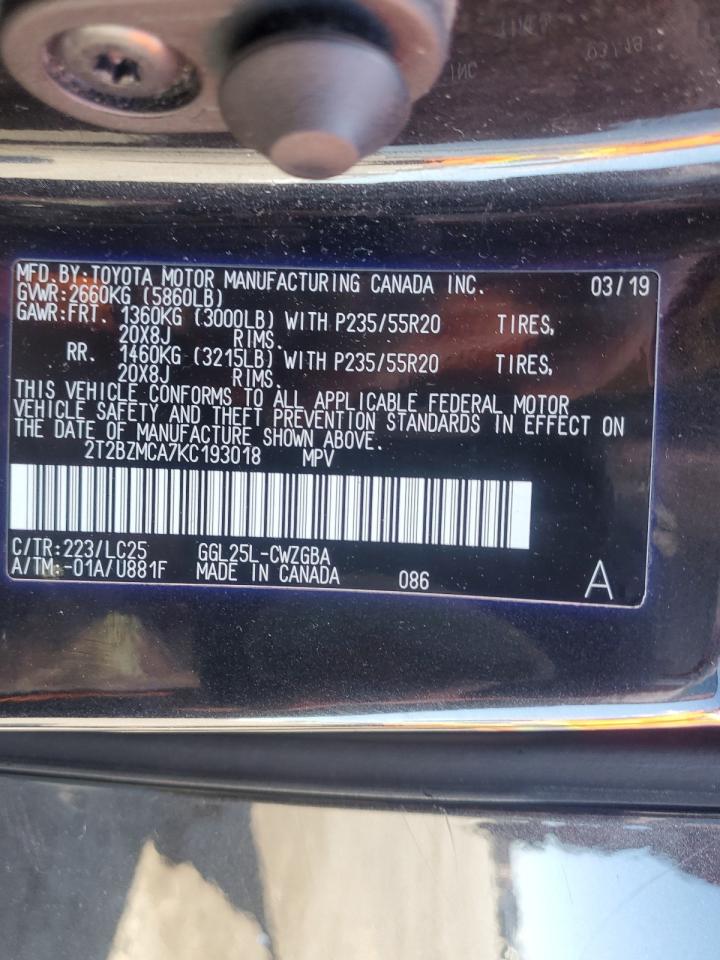 INC
03/19
MFD.BY:TOYOTA MOTOR MANUFACTURING CANADA INC. 03/19
GVWR:2660KG (5860LB)
GAWR:FRT. 1360KG (3000LB) WITH P235/55R20 TIRES,
20X8J RIMS.
RR. 1460KG (3215LB) WITH P235/55R20 TIRES,
20X8J RIMS.
THIS VEHICLE CONFORMS TO ALL APPLICABLE FEDERAL MOTOR
VEHICLE SAFETY AND THEFT PREVENTION STANDARDS IN EFFECT ON
THE DATE OF MANUFACTURE SHOWN ABOVE.
2T2BZMCA7KC193018 MPV
C/TR:223/LC25 GGL25L-CWZGBA
A/TM:-01A/U881F MADE IN CANADA 086 A